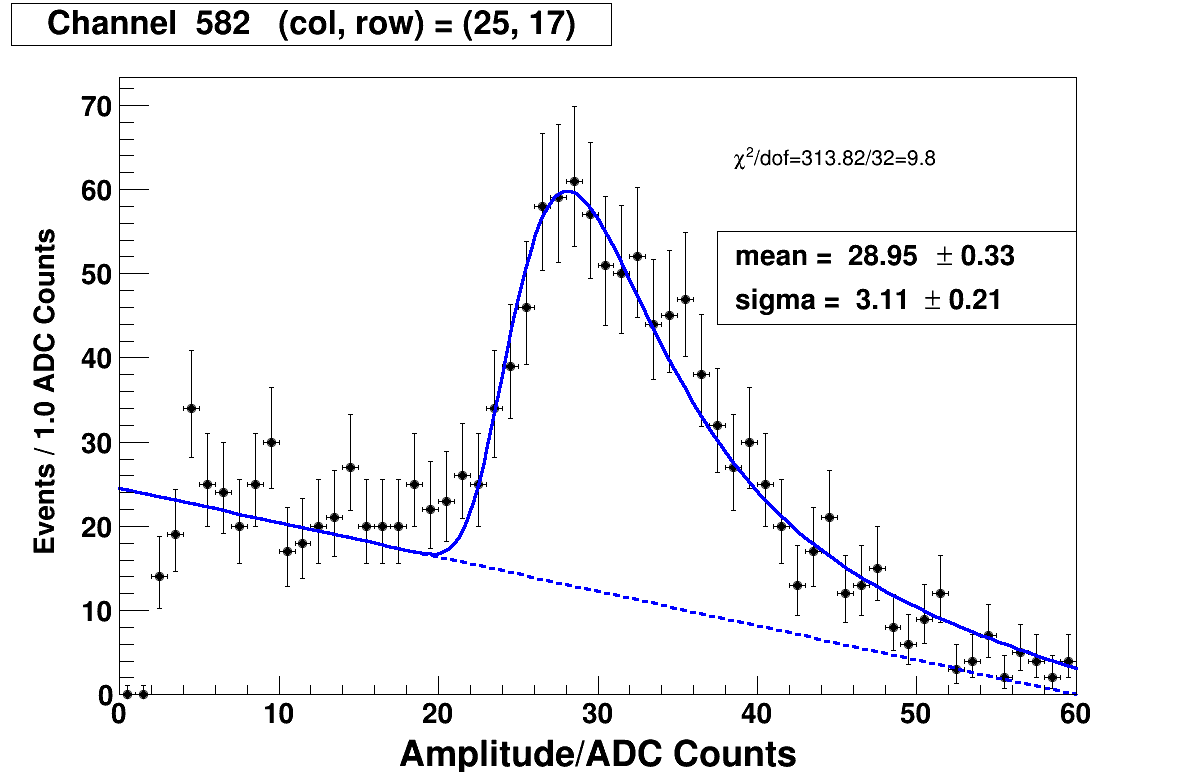 Channel 582 (col, row) = (25, 17)
70
60
50
40
30
20
10
0
Events / 1.0 ADC Counts
χ²/dof=313.82/32=9.8
mean = 28.95 ± 0.33
sigma = 3.11 ± 0.21
0 10 20 30 40 50 60
Amplitude/ADC Counts